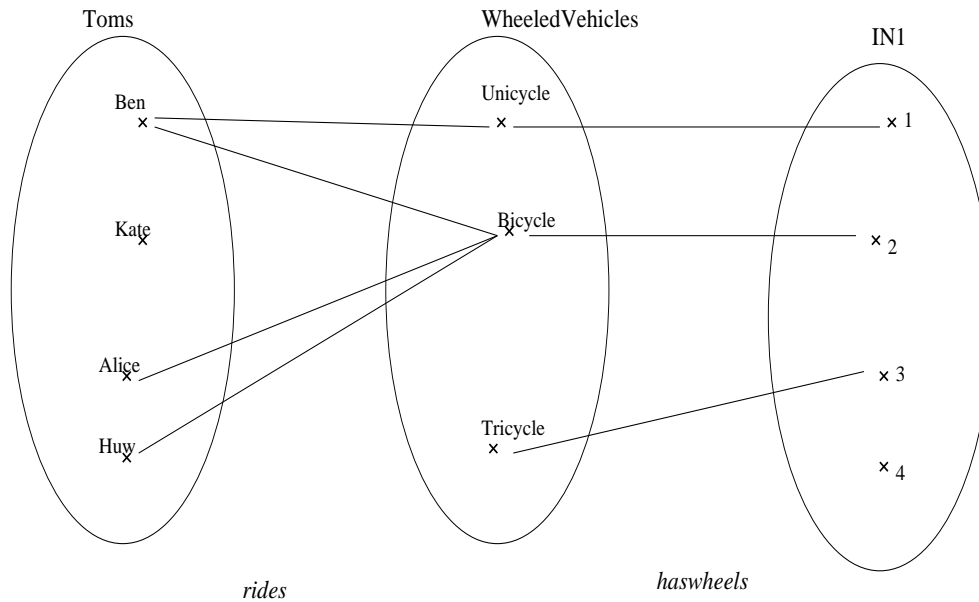 Toms
WheeledVehicles
IN1
Ben
Unicycle
1
Kate
Bicycle
2
Alice
3
Huw
Tricycle
4
rides
haswheels